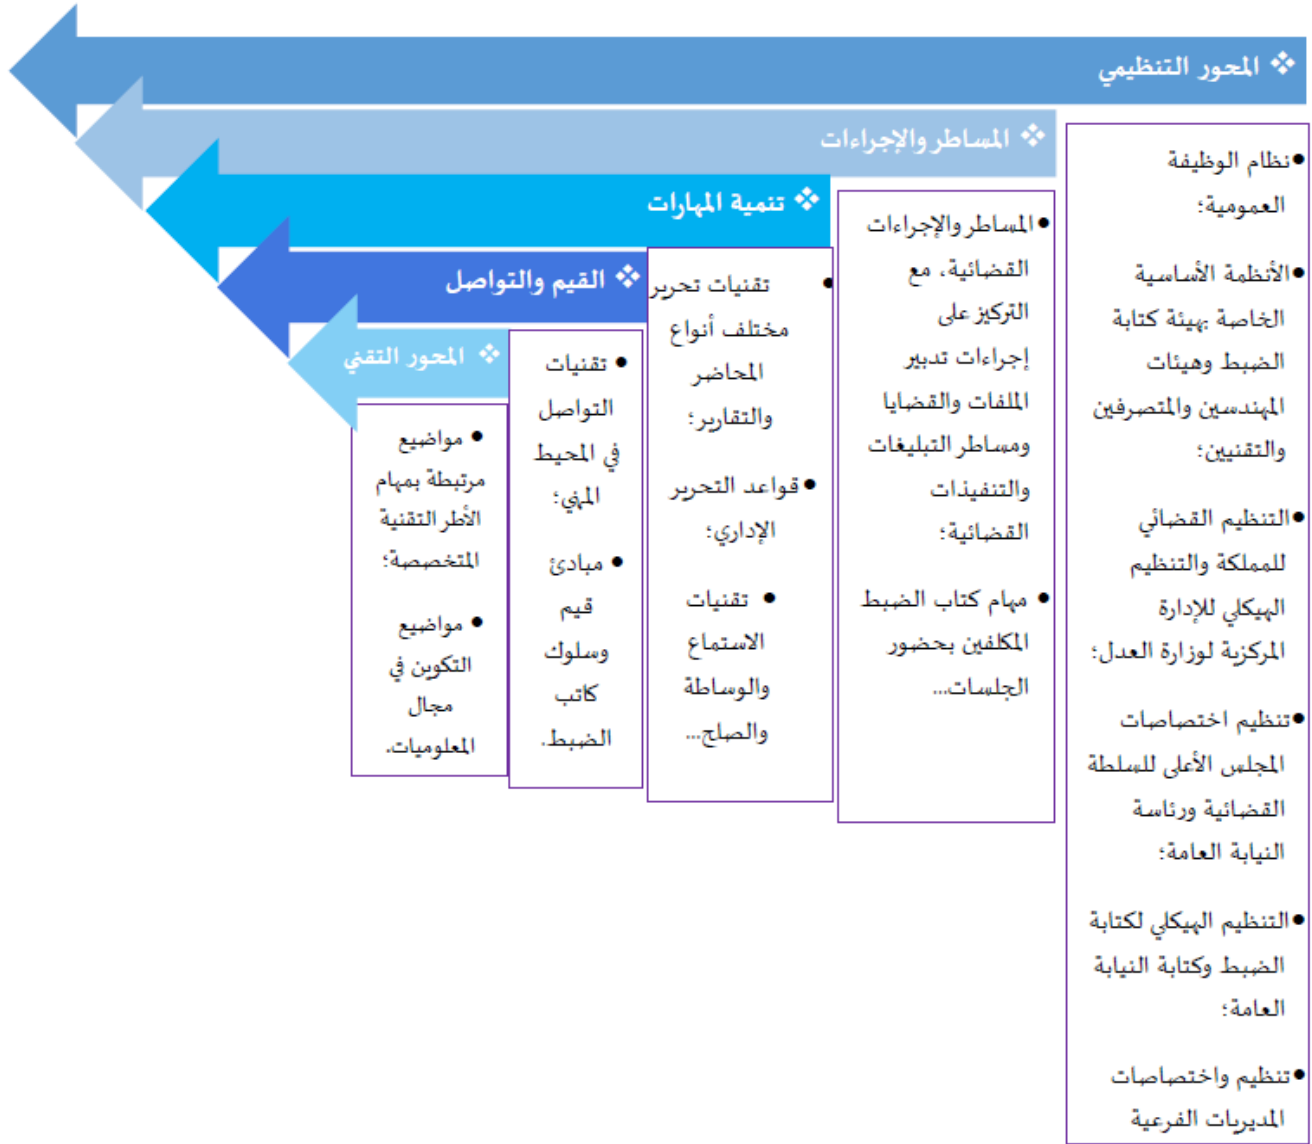 ❖ المحور التنظيمي
●نظام الوظيفة
العمومية؛
●الأنظمة الأساسية
الخاصة بهيئة كتابة
الضبط وهيئات
المهندسين والمتصرفين
والتقنيين؛
●التنظيم القضائي
للمملكة والتنظيم
الهيكلي للإدارة
المركزية لوزارة العدل؛
●تنظيم اختصاصات
المجلس الأعلى للسلطة
القضائية ورئاسة
النيابة العامة؛
●التنظيم الهيكلي لكتابة
الضبط وكتابة النيابة
العامة؛
●تنظيم واختصاصات
المديريات الفرعية
❖ المساطر والإجراءات
●المساطر والإجراءات
القضائية، مع
التركيز على
إجراءات تدبير
الملفات والقضايا
ومساطر التبليغات
والتنفيذات
القضائية؛
● مهام كتاب الضبط
المكلفين بحضور
الجلسات...
❖ تنمية المهارات
● تقنيات تحرير
مختلف أنواع
المحاضر
والتقارير؛
●قواعد التحرير
الإداري؛
● تقنيات
الاستماع
والوساطة
والصلح...
❖ القيم والتواصل
● تقنيات
التواصل
في المحيط
المهني؛
● مبادئ
قيم
وسلوك
كاتب
الضبط.
❖ المحور التقني
● مواضيع
مرتبطة بمهام
الأطر التقنية
المتخصصة؛
● مواضيع
التكوين في
مجال
المعلوميات.